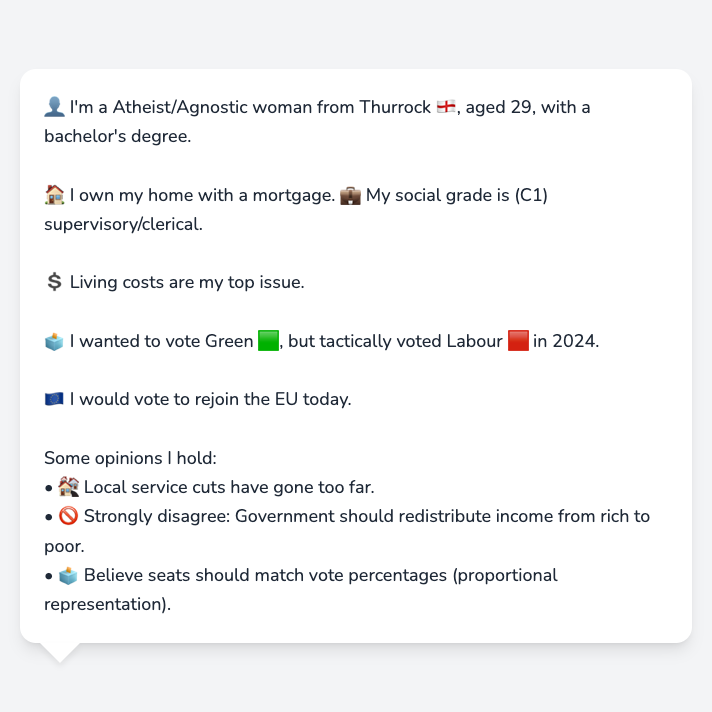 👤 I'm a Atheist/Agnostic woman from Thurrock 🏴󠁧󠁢󠁥󠁮󠁧󠁿, aged 29, with a
bachelor's degree.
🏠 I own my home with a mortgage. 💼 My social grade is (C1)
supervisory/clerical.
💲 Living costs are my top issue.
🗳️ I wanted to vote Green 🟩, but tactically voted Labour 🟥 in 2024.
🇪🇺 I would vote to rejoin the EU today.
Some opinions I hold:
• 🏚️ Local service cuts have gone too far.
• 🚫 Strongly disagree: Government should redistribute income from rich to
poor.
• 🗳️ Believe seats should match vote percentages (proportional
representation).